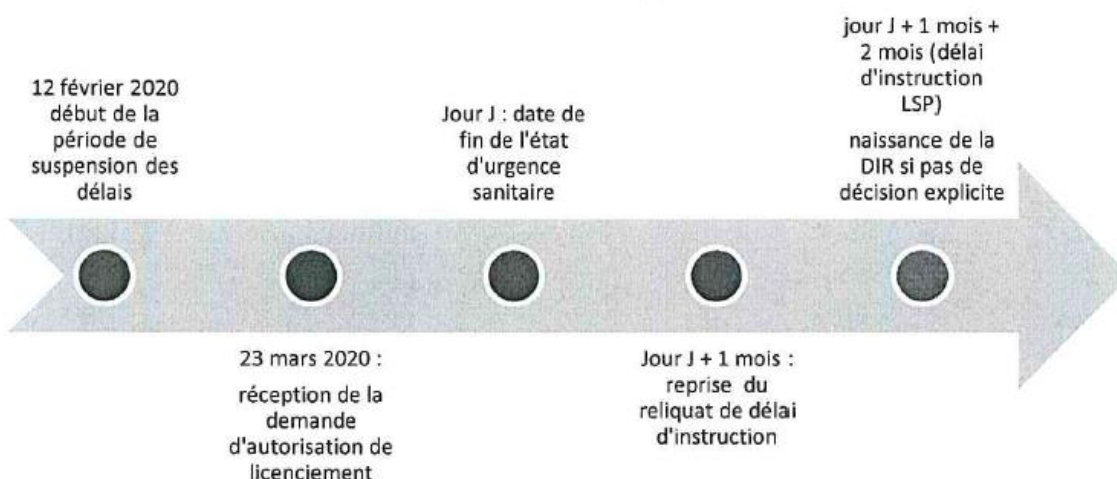 12 février 2020
début de la
période de
suspension des
délais
23 mars 2020 :
réception de la
demande
d'autorisation de
licenciement
Jour J : date de
fin de l'état
d'urgence
sanitaire
Jour J + 1 mois :
reprise du
reliquat de délai
d'instruction
jour J + 1 mois +
2 mois (délai
d'instruction
LSP)
naissance de la
DIR si pas de
décision explicite